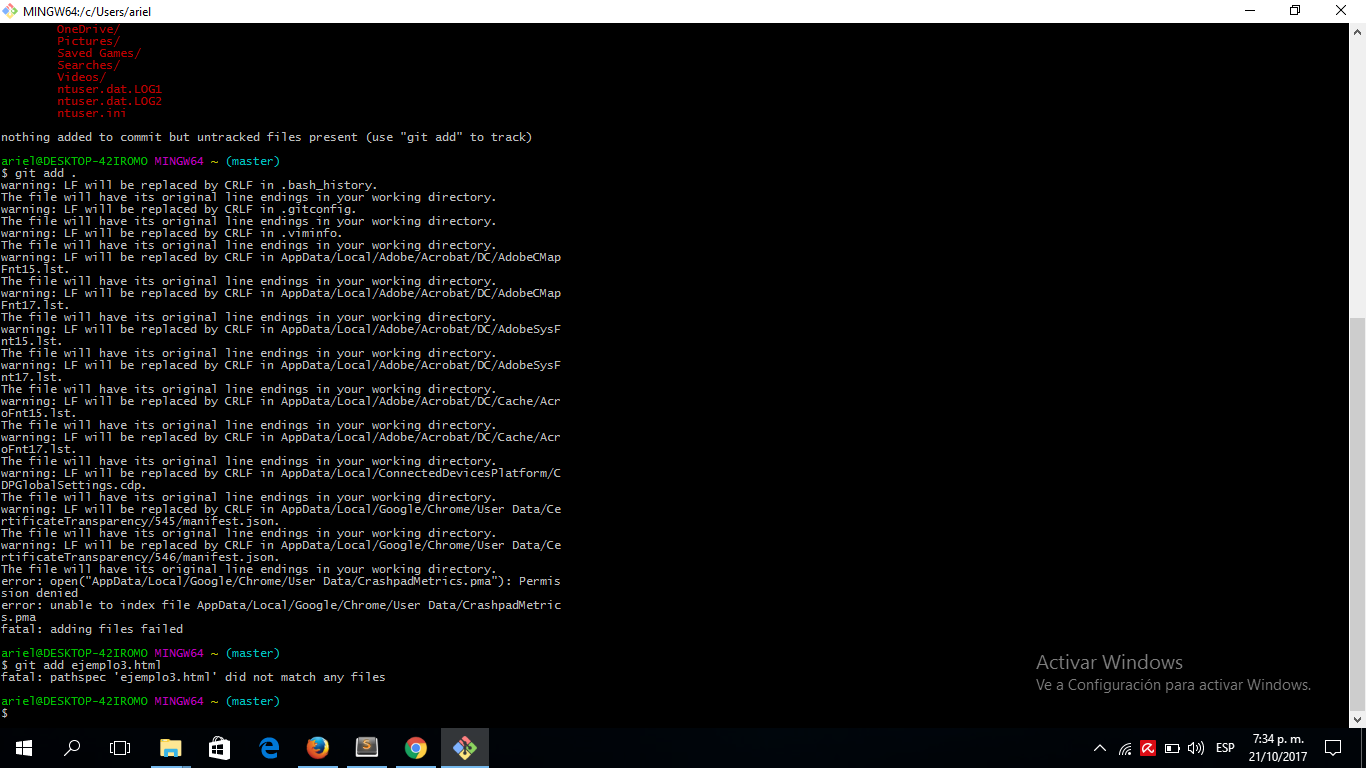 MINGW64:/c/Users/ariel
OneDrive/
Pictures/
Saved Games/
Searches/
Videos/
ntuser.dat.LOG1
ntuser.dat.LOG2
ntuser.ini
nothing added to commit but untracked files present (use "git add" to track)
ariel@DESKTOP-42IROMO MINGW64 ~ (master)
$ git add .
warning: LF will be replaced by CRLF in .bash_history.
The file will have its original line endings in your working directory.
warning: LF will be replaced by CRLF in .gitconfig.
The file will have its original line endings in your working directory.
warning: LF will be replaced by CRLF in .viminfo.
The file will have its original line endings in your working directory.
warning: LF will be replaced by CRLF in AppData/Local/Adobe/Acrobat/DC/AdobeCMap
Fnt15.lst.
The file will have its original line endings in your working directory.
warning: LF will be replaced by CRLF in AppData/Local/Adobe/Acrobat/DC/AdobeCMap
Fnt17.lst.
The file will have its original line endings in your working directory.
warning: LF will be replaced by CRLF in AppData/Local/Adobe/Acrobat/DC/AdobeSysF
nt15.lst.
The file will have its original line endings in your working directory.
warning: LF will be replaced by CRLF in AppData/Local/Adobe/Acrobat/DC/AdobeSysF
nt17.lst.
The file will have its original line endings in your working directory.
warning: LF will be replaced by CRLF in AppData/Local/Adobe/Acrobat/DC/Cache/Acr
oFnt15.lst.
The file will have its original line endings in your working directory.
warning: LF will be replaced by CRLF in AppData/Local/Adobe/Acrobat/DC/Cache/Acr
oFnt17.lst.
The file will have its original line endings in your working directory.
warning: LF will be replaced by CRLF in AppData/Local/ConnectedDevicesPlatform/C
DPGlobalSettings.cdp.
The file will have its original line endings in your working directory.
warning: LF will be replaced by CRLF in AppData/Local/Google/Chrome/User Data/Ce
rtificateTransparency/545/manifest.json.
The file will have its original line endings in your working directory.
warning: LF will be replaced by CRLF in AppData/Local/Google/Chrome/User Data/Ce
rtificateTransparency/546/manifest.json.
The file will have its original line endings in your working directory.
error: open("AppData/Local/Google/Chrome/User Data/CrashpadMetrics.pma"): Permis
sion denied
error: unable to index file AppData/Local/Google/Chrome/User Data/CrashpadMetric
s.pma
fatal: adding files failed
ariel@DESKTOP-42IROMO MINGW64 ~ (master)
$ git add ejemplo3.html
fatal: pathspec 'ejemplo3.html' did not match any files
ariel@DESKTOP-42IROMO MINGW64 ~ (master)
$
Activar Windows
Ve a Configuración para activar Windows.
ESP
7:34 p. m.
21/10/2017